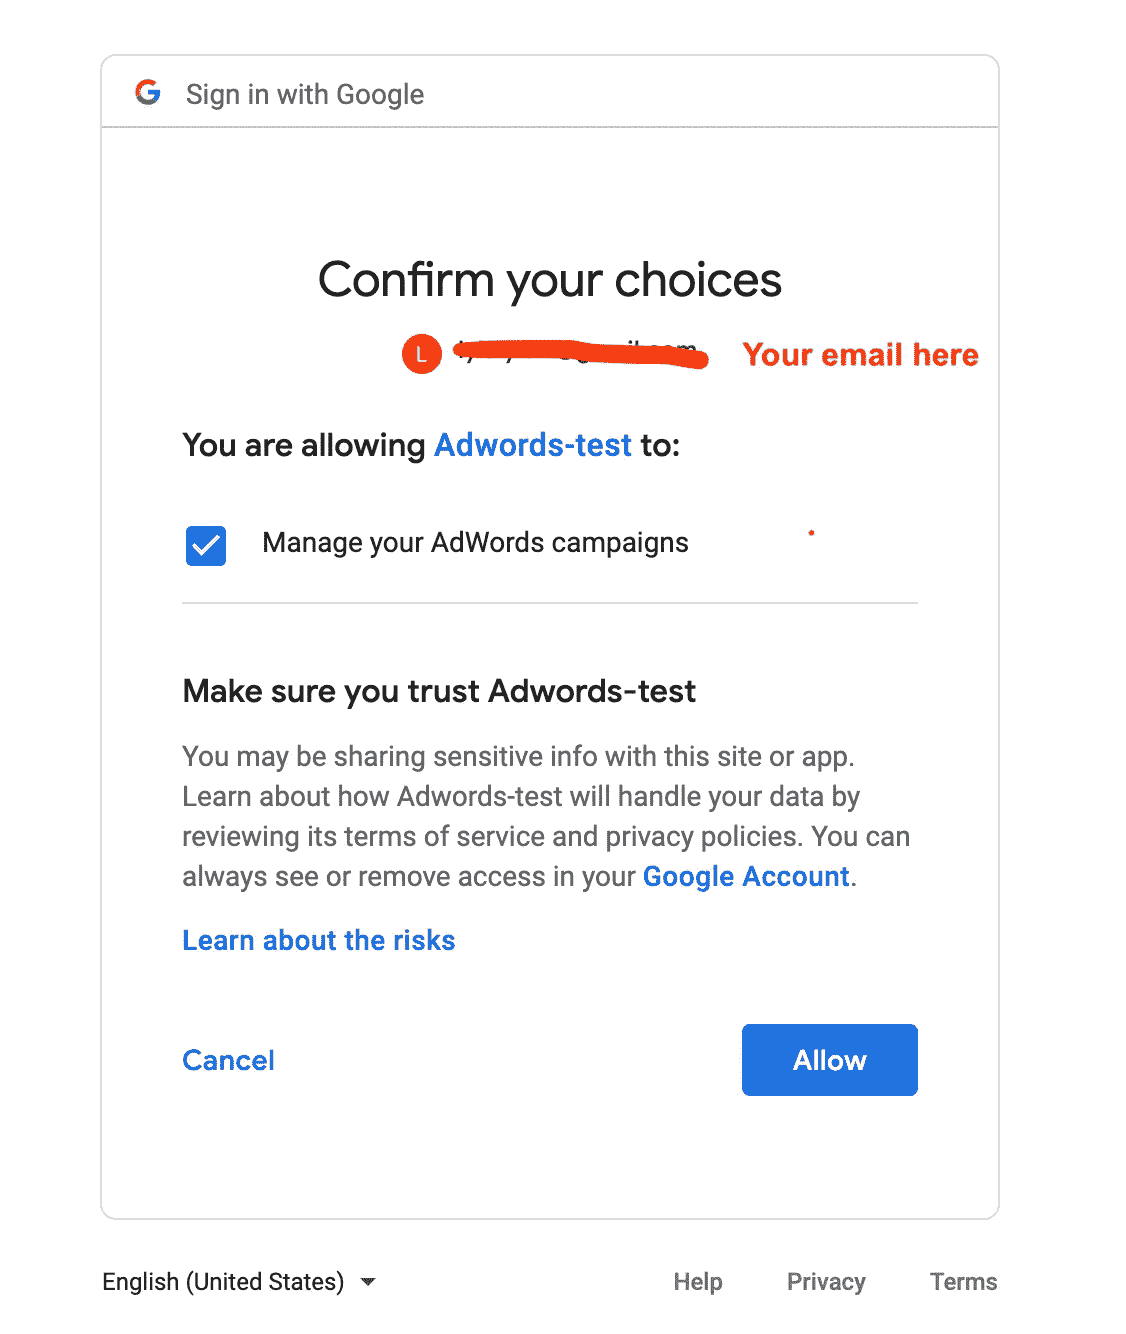 Sign in with Google
Confirm your choices
L
Your email here
You are allowing Adwords-test to:
Manage your AdWords campaigns
Make sure you trust Adwords-test
You may be sharing sensitive info with this site or app.
Learn about how Adwords-test will handle your data by
reviewing its terms of service and privacy policies. You can
always see or remove access in your Google Account.
Learn about the risks
Cancel Allow
English (United States) Help Privacy Terms